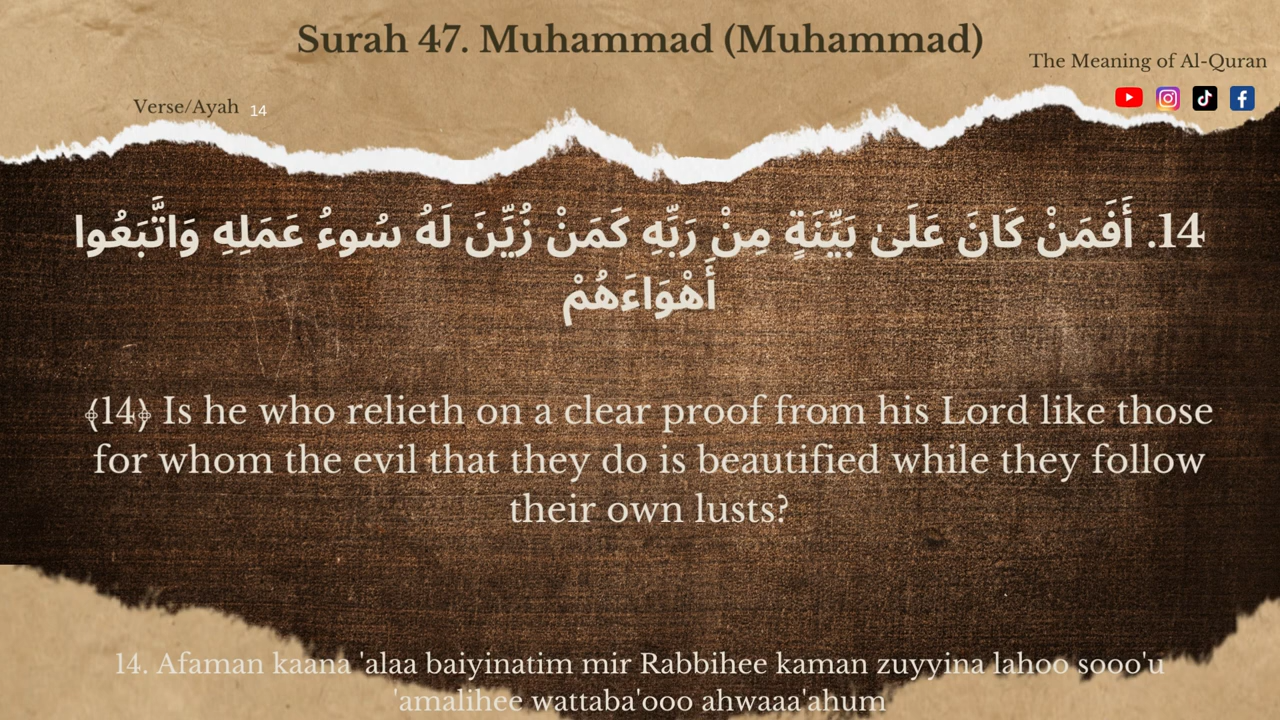 Surah 47. Muhammad (Muhammad)
The Meaning of Al-Quran
Verse/Ayah 14
14. أَفَمَنْ كَانَ عَلَىٰ بَيِّنَةٍ مِنْ رَبِّهِ كَمَنْ زُيِّنَ لَهُ سُوءُ عَمَلِهِ وَاتَّبَعُوا
أَهْوَاءَهُمْ
﴾14﴿ Is he who relieth on a clear proof from his Lord like those
for whom the evil that they do is beautified while they follow
their own lusts?
14. Afaman kaana 'alaa baiyinatim mir Rabbihee kaman zuyyina lahoo sooo'u
'amalihee wattaba'ooo ahwaaa'ahum